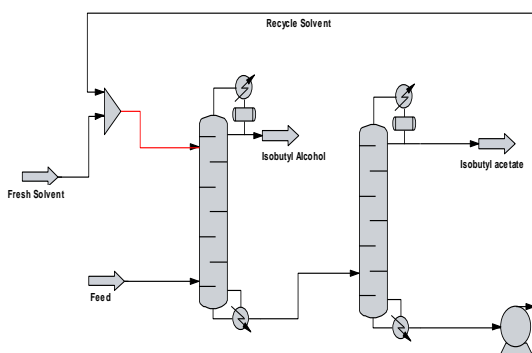 Recycle Solvent
Isobutyl Alcohol
Isobutyl acetate
Fresh Solvent
Feed